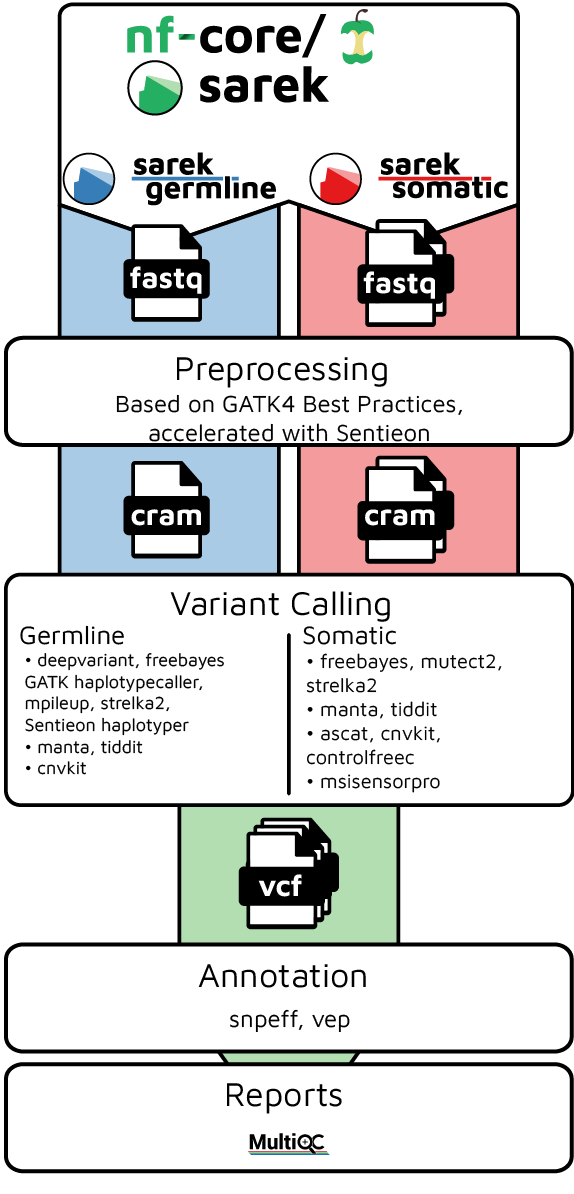 nf-core/
sarek
sarek
germline
sarek
somatic
fastq
fastq
Preprocessing
Based on GATK4 Best Practices,
accelerated with Sentieon
cram
cram
Variant Calling
Germline
• deepvariant, freebayes
GATK haplotypecaller,
mpileup, strelka2,
Sentieon haplotyper
• manta, tiddit
• cnvkit
Somatic
• freebayes, mutect2,
strelka2
• manta, tiddit
• ascat, cnvkit,
controlfreec
• msisensorpro
vcf
Annotation
snpeff, vep
Reports
MultiQC